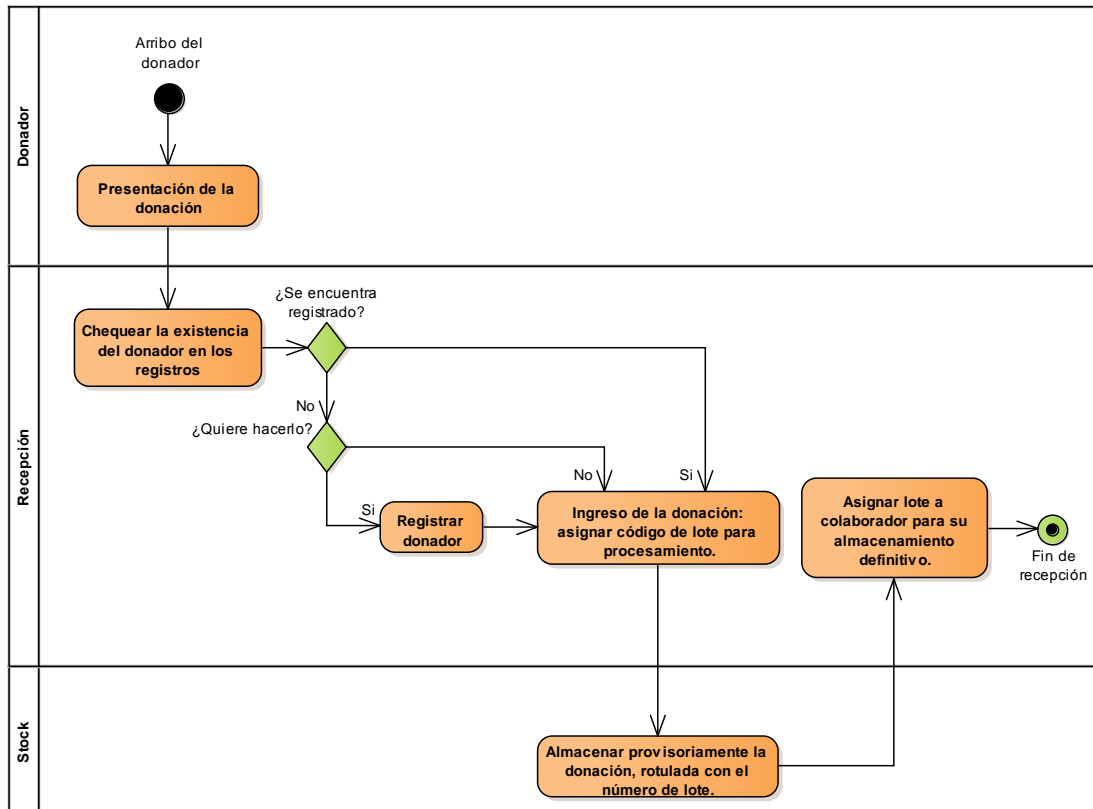 Donador
Arribo del
donador
Presentación de la
donación
Recepción
Chequear la existencia
del donador en los
registros
¿Se encuentra
registrado?
No
¿Quiere hacerlo?
Si
Registrar
donador
No
Si
Ingreso de la donación:
asignar código de lote para
procesamiento.
Asignar lote a
colaborador para su
almacenamiento
definitivo.
Fin de
recepción
Stock
Almacenar provisoriamente la
donación, rotulada con el
número de lote.